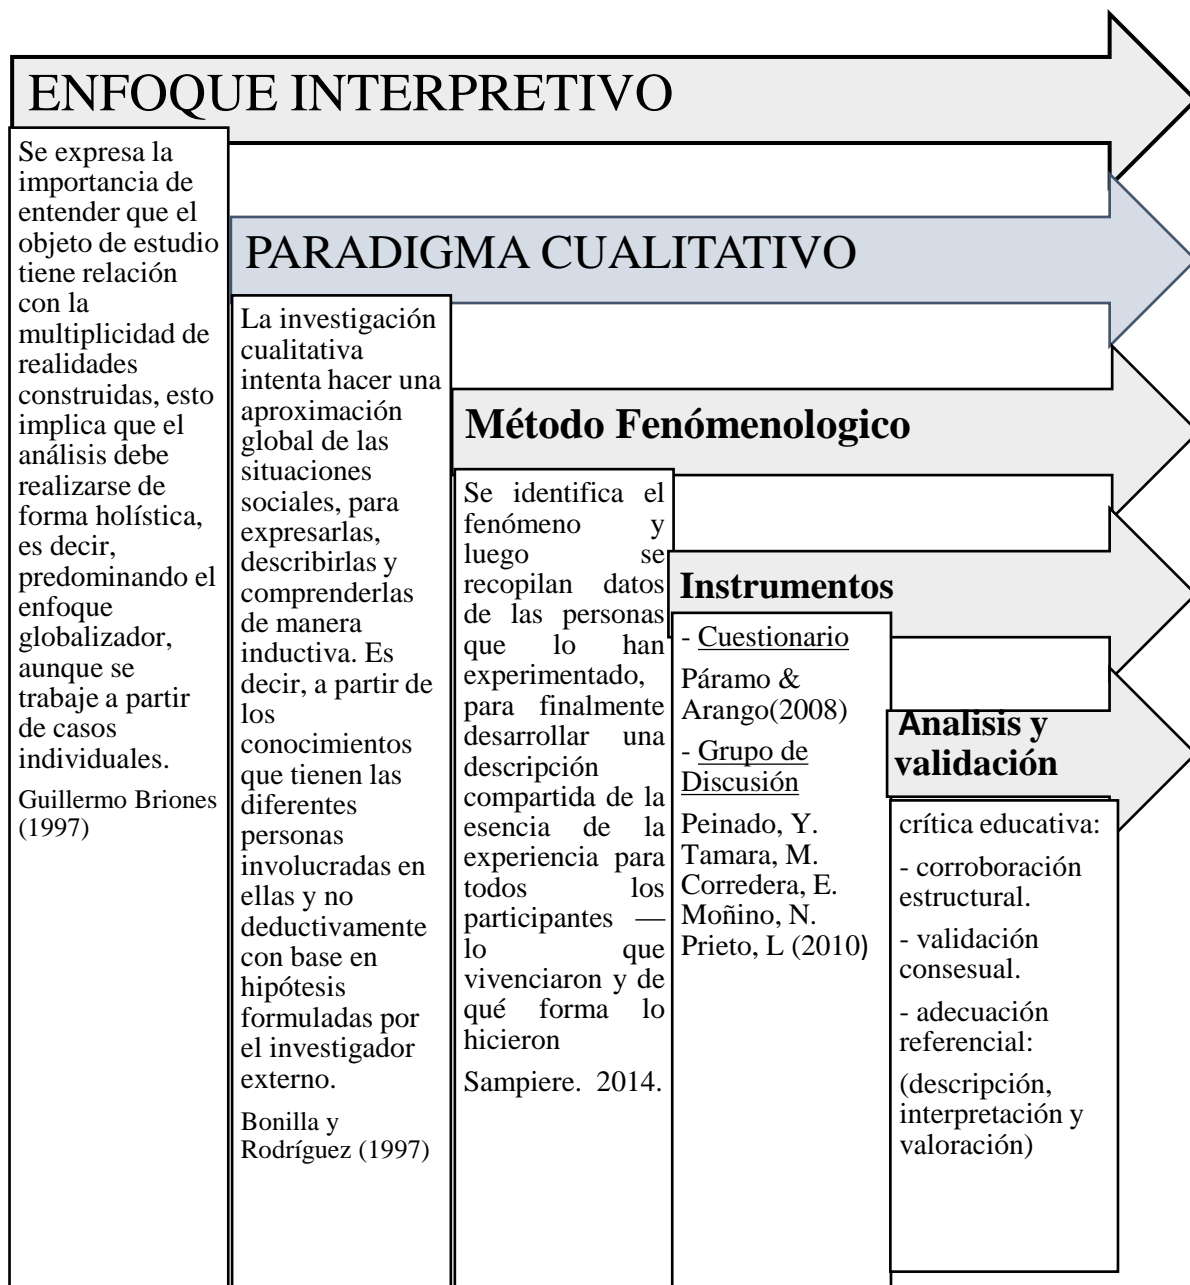 ENFOQUE INTERPRETIVO
Se expresa la
importancia de
entender que el
objeto de estudio
tiene relación
con la
multiplicidad de
realidades
construidas, esto
implica que el
análisis debe
realizarse de
forma holística,
es decir,
predominando el
enfoque
globalizador,
aunque se
trabaje a partir
de casos
individuales.
Guillermo Briones
(1997)
PARADIGMA CUALITATIVO
La investigación
cualitativa
intenta hacer una
aproximación
global de las
situaciones
sociales, para
expresarlas,
describirlas y
comprenderlas
de manera
inductiva. Es
decir, a partir de
los
conocimientos
que tienen las
diferentes
personas
involucradas en
ellas y no
deductivamente
con base en
hipótesis
formuladas por
el investigador
externo.
Bonilla y
Rodríguez (1997)
Método Fenómenologico
Se identifica el
fenómeno y
luego se
recopilan datos
de las personas
que lo han
experimentado,
para finalmente
desarrollar una
descripción
compartida de la
esencia de la
experiencia para
todos los
participantes —
lo que
vivenciaron y de
qué forma lo
hicieron
Sampiere. 2014.
Instrumentos
- Cuestionario
Páramo &
Arango(2008)
- Grupo de
Discusión
Peinado, Y.
Tamara, M.
Corredera, E.
Moñino, N.
Prieto, L (2010)
Analisis y
validación
crítica educativa:
- corroboración
estructural.
- validación
consesual.
- adecuación
referencial:
(descripción,
interpretación y
valoración)